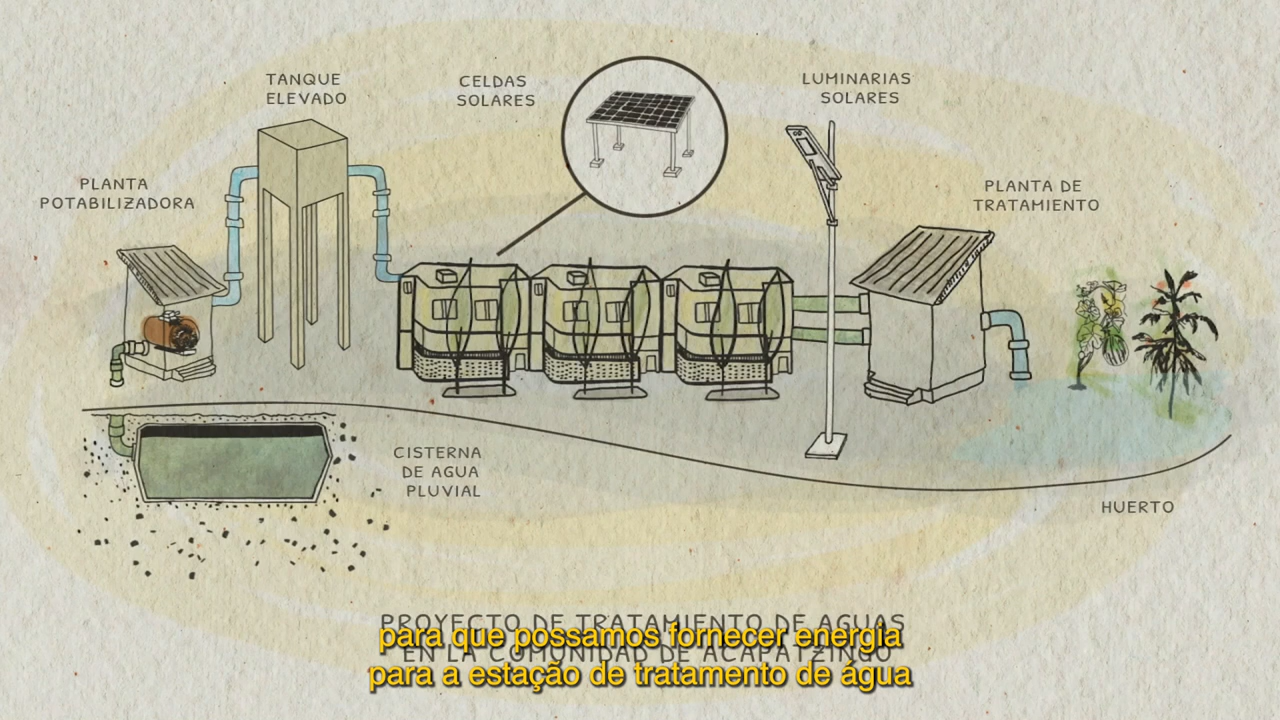 TANQUE
ELEVADO
CELDAS
SOLARES
LUMINARIAS
SOLARES
PLANTA
POTABILIZADORA
PLANTA DE
TRATAMIENTO
CISTERNA
DE AGUA
PLUVIAL
HUERTO
PROYECTO DE TRATAMIENTO DE AGUAS
EN LA COMUNIDAD DE ACAPATZINGO
para que possamos fornecer energia
para a estação de tratamento de água